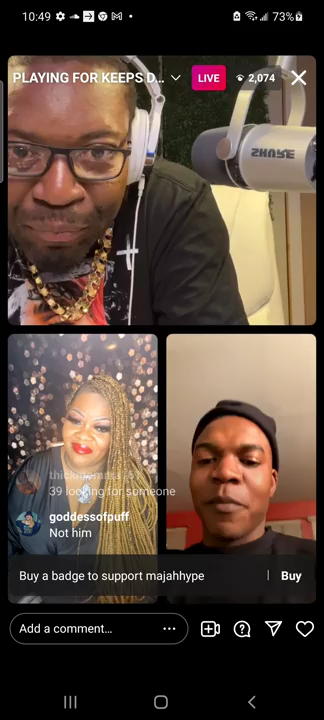 10:49
73%
PLAYING FOR KEEPS D...
LIVE
2,074
SHURE
39 looking for someone
goddessofpuff
Not him
Buy a badge to support majahhype
Buy
Add a comment...